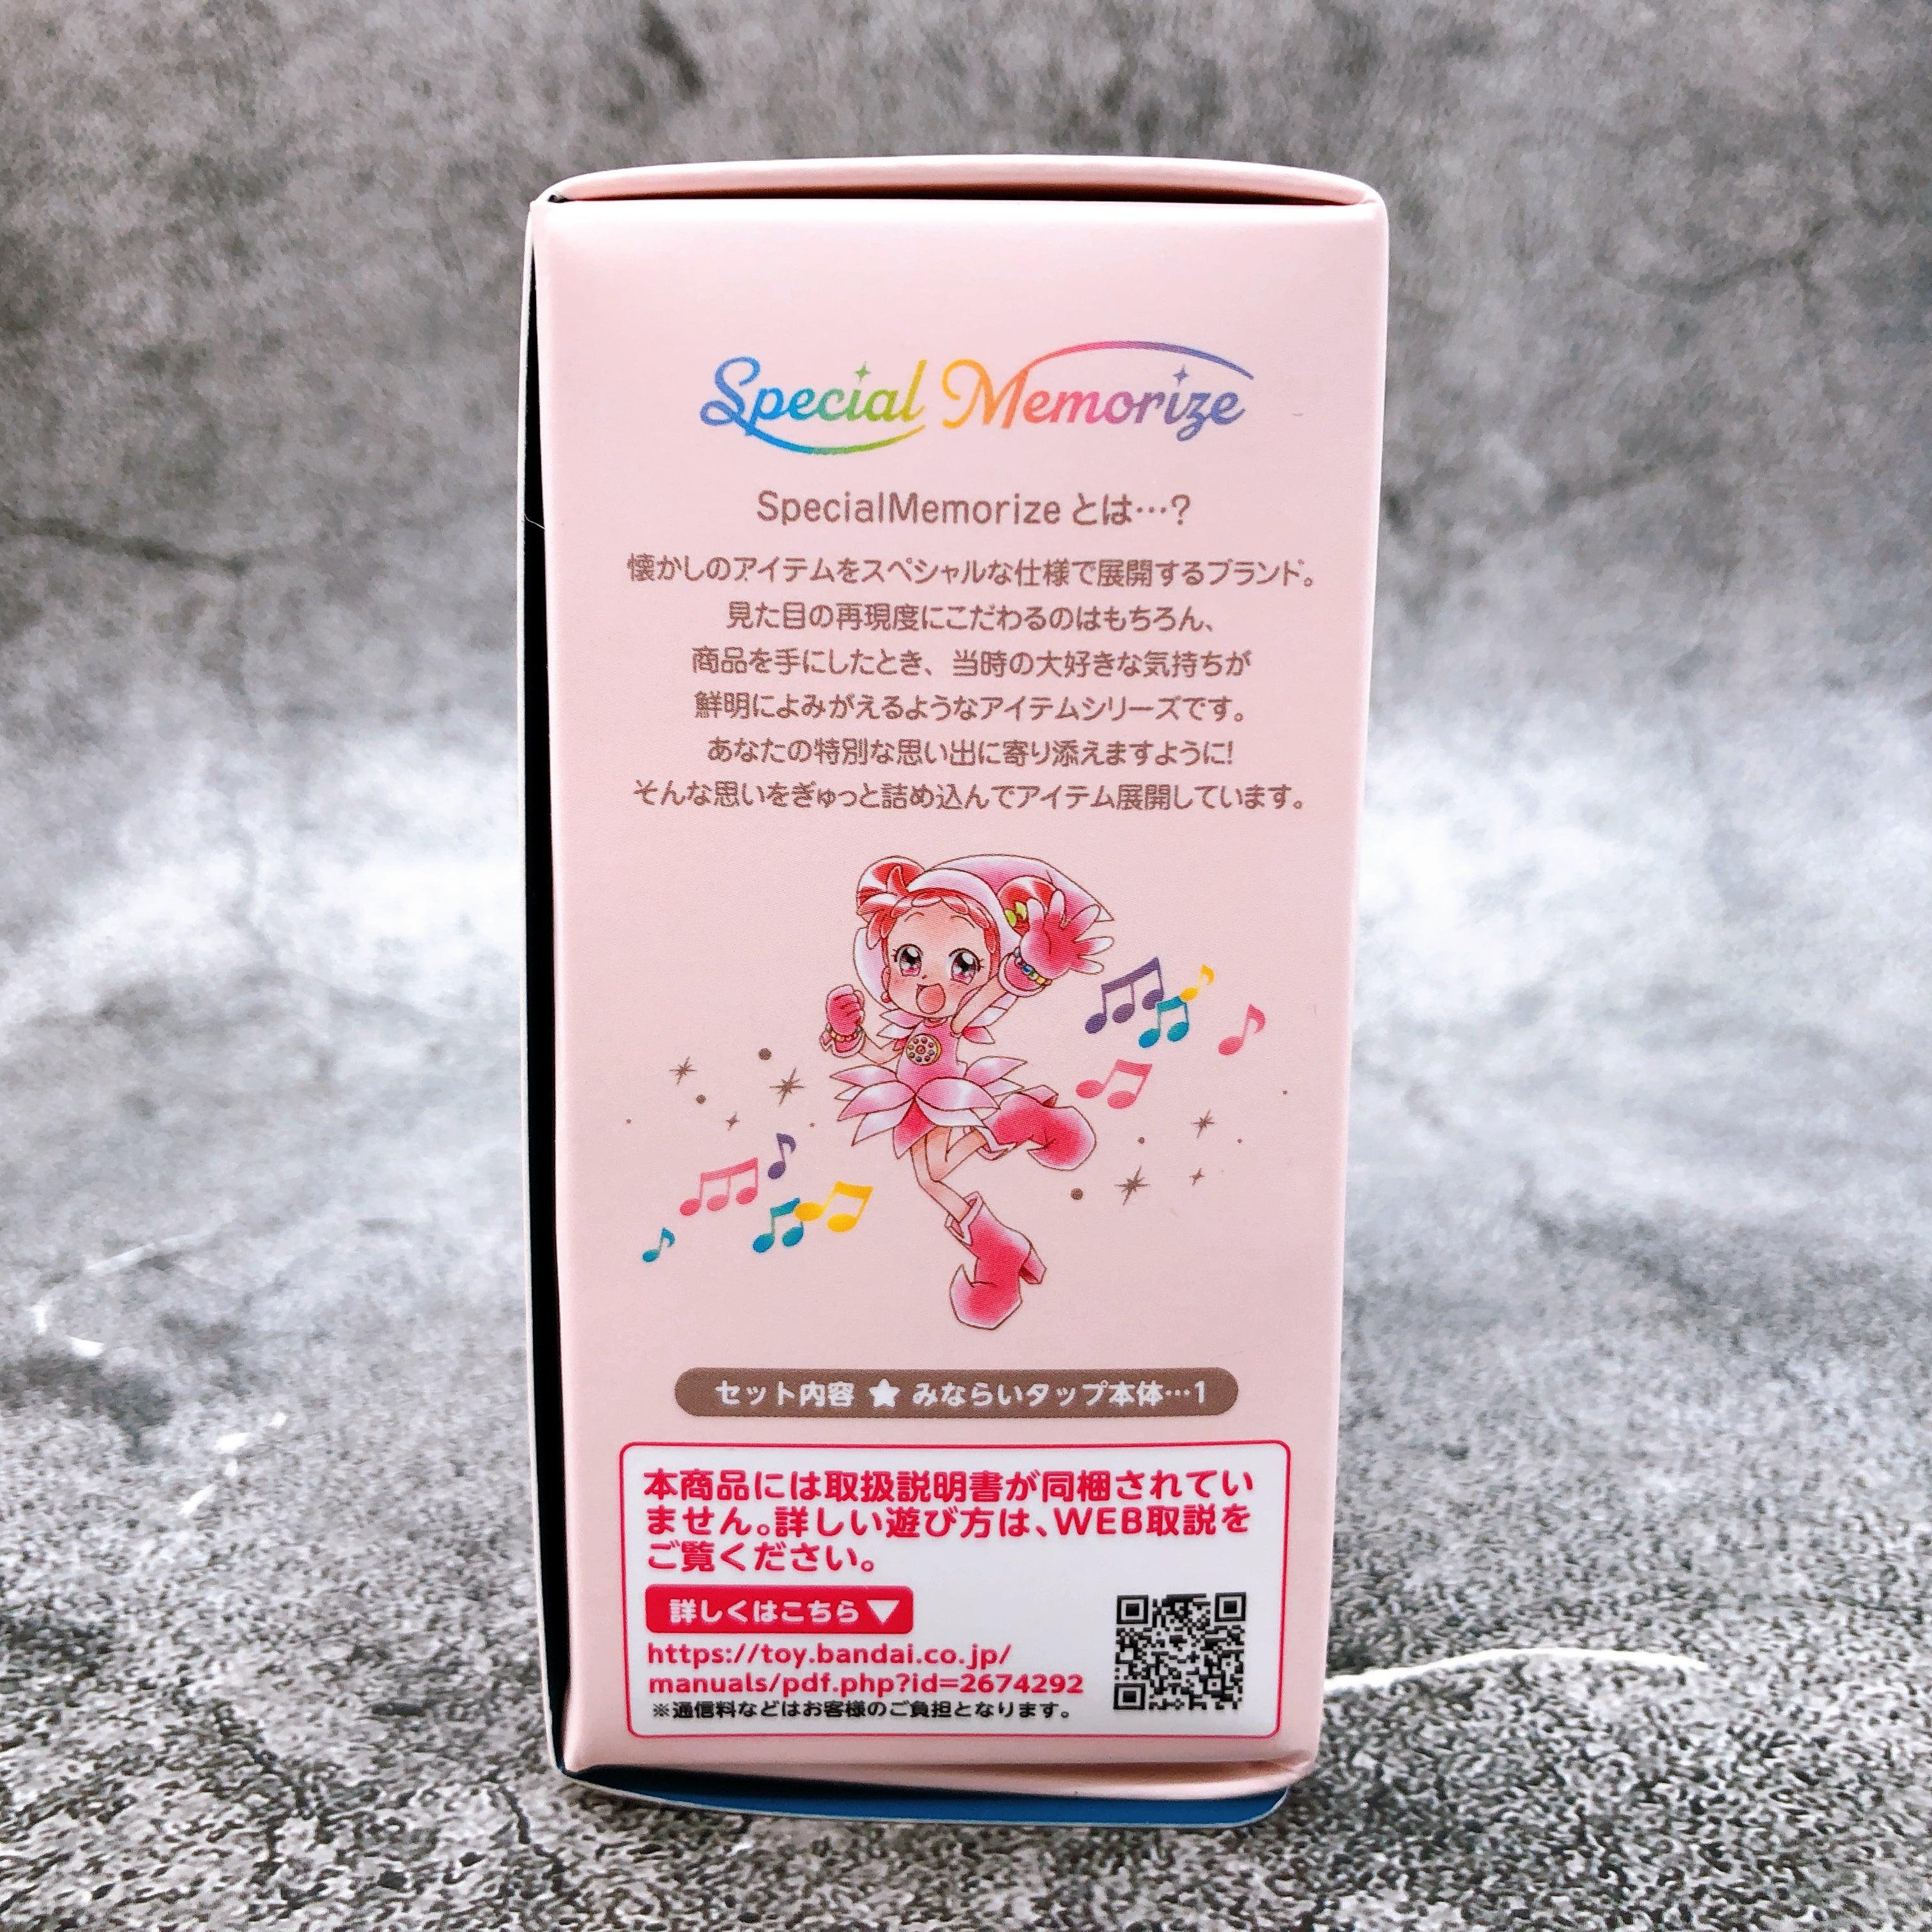 Special Memorize
SpecialMemorize とは…?
懐かしのアイテムをスペシャルな仕様で展開するブランド。
見た目の再現度にこだわるのはもちろん、
商品を手にしたとき、当時の大好きな気持ちが
鮮明によみがえるようなアイテムシリーズです。
あなたの特別な思い出に寄り添えますように!
そんな思いをぎゅっと詰め込んでアイテム展開しています。
セット内容 ★ みならいタップ本体…1
本商品には取扱説明書が同梱されてい
ません。詳しい遊び方は、WEB取説を
ご覧ください。
詳しくはこちら▼
https://toy.bandai.co.jp/
manuals/pdf.php?id=2674292
※通信料などはお客様のご負担となります。